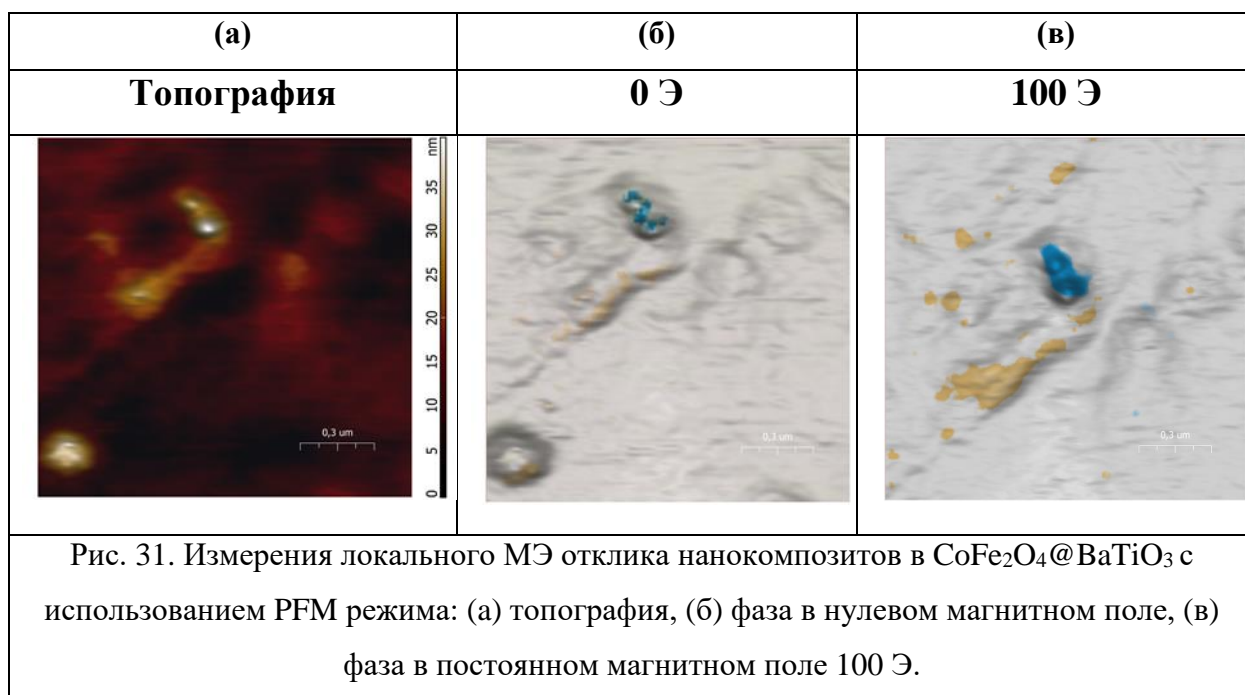 (а) (б) (в)
Топография 0 Э 100 Э
nm
35
30
25
20
15
10
5
0
0,3 um
0,3 um
0,3 um
Рис. 31. Измерения локального МЭ отклика нанокомпозитов в CoFe₂O₄@BaTiO₃ с
использованием PFM режима: (а) топография, (б) фаза в нулевом магнитном поле, (в)
фаза в постоянном магнитном поле 100 Э.